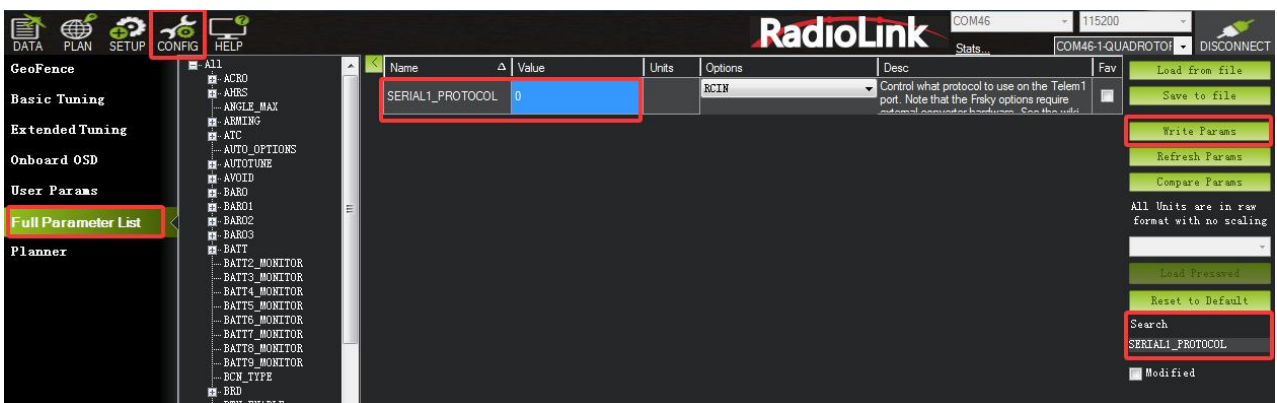 DATA PLAN SETUP CONFIG HELP
RadioLink
COM46 115200
Stats...
COM46-1-QUADROTOF
DISCONNECT
GeoFence
Basic Tuning
Extended Tuning
Onboard OSD
User Params
Full Parameter List
Planner
All
ACRO
AHRS
ANGLE_MAX
ARMING
ATC
AUTO_OPTIONS
AUTOTUNE
AVOID
BARO
BARO1
BARO2
BARO3
BATT
BATT2_MONITOR
BATT3_MONITOR
BATT4_MONITOR
BATT5_MONITOR
BATT6_MONITOR
BATT7_MONITOR
BATT8_MONITOR
BATT9_MONITOR
BCN_TYPE
BRD
Name Value Units Options Desc Fav
SERIAL1_PROTOCOL 0 RCIN
Control what protocol to use on the Telem1
port. Note that the Frsky options require
Load from file
Save to file
Write Params
Refresh Params
Compare Params
All Units are in raw
format with no scaling
Load Presaved
Reset to Default
Search
SERIAL1_PROTOCOL
Modified